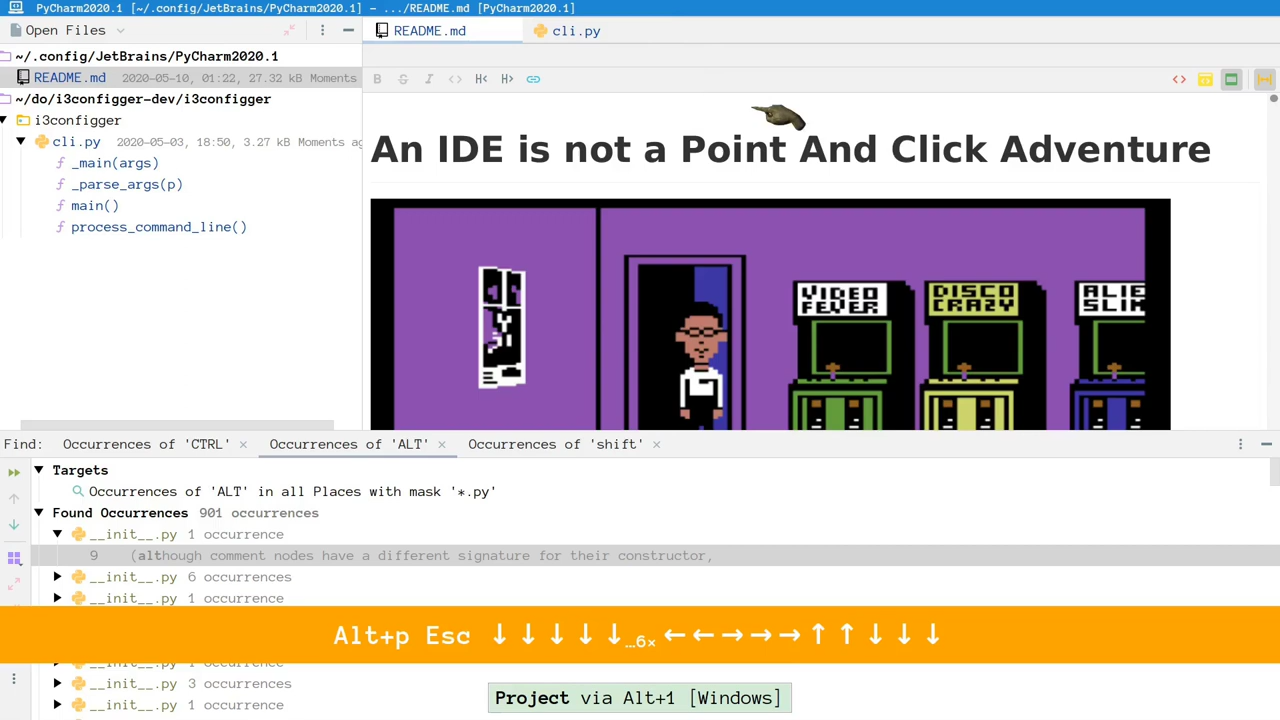 PyCharm2020.1 [~/.config/JetBrains/PyCharm2020.1] - .../README.md [PyCharm2020.1]
Open Files
README.md
cli.py
~/.config/JetBrains/PyCharm2020.1
README.md 2020-05-10, 01:22, 27.32 kB Moments
~/do/i3configger-dev/i3configger
i3configger
cli.py 2020-05-03, 18:50, 3.27 kB Moments ag
f _main(args)
f _parse_args(p)
f main()
f process_command_line()
B S I <> H< H>
An IDE is not a Point And Click Adventure
VIDEO
FEVER
DISCO
CRAZY
ALIE
SLIM
Find: Occurrences of 'CTRL' × Occurrences of 'ALT' × Occurrences of 'shift' ×
Targets
Occurrences of 'ALT' in all Places with mask '*.py'
Found Occurrences 901 occurrences
__init__.py 1 occurrence
9 (although comment nodes have a different signature for their constructor,
__init__.py 6 occurrences
__init__.py 1 occurrence
Alt+p Esc ↓↓↓↓↓…6×←←→→→↑↑↓↓↓
__init__.py 3 occurrences
Project via Alt+1 [Windows]
__init__.py 1 occurrence